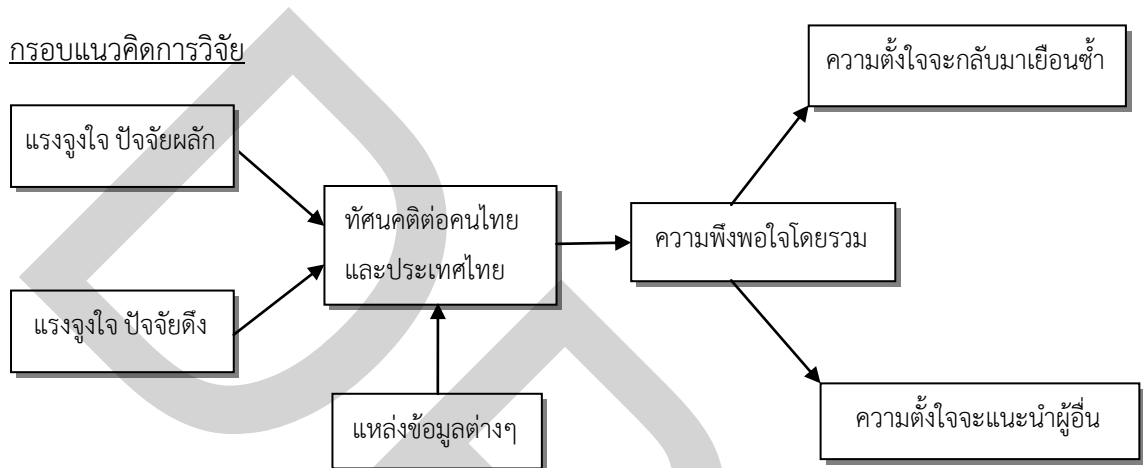 กรอบแนวคิดการวิจัย
ความตั้งใจจะกลับมาเยือนซ้ำ
แรงจูงใจ ปัจจัยผลัก
ทัศนคติต่อคนไทย
และประเทศไทย
ความพึงพอใจโดยรวม
แรงจูงใจ ปัจจัยดึง
แหล่งข้อมูลต่างๆ
ความตั้งใจจะแนะนำผู้อื่น